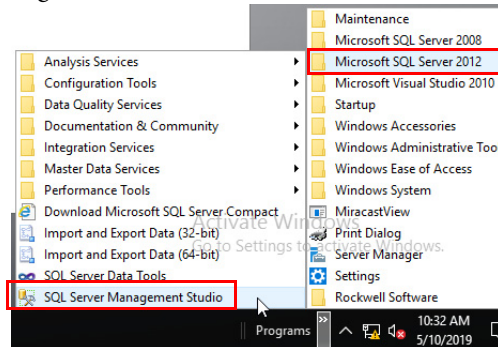 Maintenance
Microsoft SQL Server 2008
Microsoft SQL Server 2012
Microsoft Visual Studio 2010
Startup
Windows Accessories
Windows Administrative Too
Windows Ease of Access
Windows System
MiracastView
Print Dialog
Server Manager
Settings
Rockwell Software
Analysis Services
Configuration Tools
Data Quality Services
Documentation & Community
Integration Services
Master Data Services
Performance Tools
Download Microsoft SQL Server Compact
Import and Export Data (32-bit)
Import and Export Data (64-bit)
SQL Server Data Tools
SQL Server Management Studio
Activate Windows
Go to Settings to activate Windows.
Programs
10:32 AM
5/10/2019